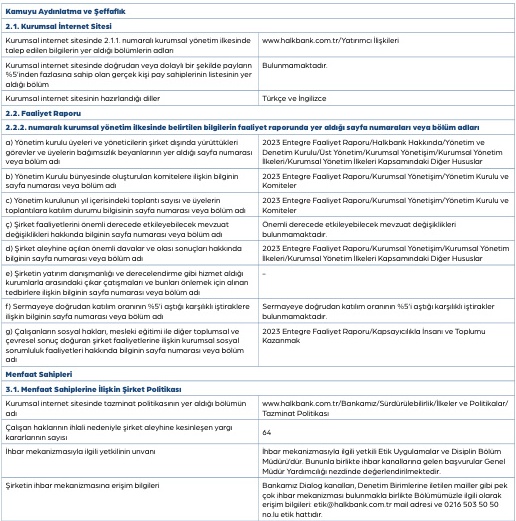 Kamuyu Aydınlatma ve Şeffaflık
2.1. Kurumsal İnternet Sitesi
Kurumsal internet sitesinde 2.1.1. numaralı kurumsal yönetim ilkesinde
talep edilen bilgilerin yer aldığı bölümlerin adları
www.halkbank.com.tr/Yatırımcı İlişkileri
Kurumsal internet sitesinde doğrudan veya dolaylı bir şekilde payların
%5'inden fazlasına sahip olan gerçek kişi pay sahiplerinin listesinin yer
aldığı bölüm
Bulunmamaktadır.
Kurumsal internet sitesinin hazırlandığı diller
Türkçe ve İngilizce
2.2. Faaliyet Raporu
2.2.2. numaralı kurumsal yönetim ilkesinde belirtilen bilgilerin faaliyet raporunda yer aldığı sayfa numaraları veya bölüm adları
a) Yönetim kurulu üyeleri ve yöneticilerin şirket dışında yürüttükleri
görevler ve üyelerin bağımsızlık beyanlarının yer aldığı sayfa numarası
veya bölüm adı
2023 Entegre Faaliyet Raporu/Halkbank Hakkında/Yönetim ve
Denetim Kurulu/Üst Yönetim/Kurumsal Yönetişim/Kurumsal Yönetim
İlkeleri/Kurumsal Yönetim İlkeleri Kapsamındaki Diğer Hususlar
b) Yönetim Kurulu bünyesinde oluşturulan komitelere ilişkin bilginin
sayfa numarası veya bölüm adı
2023 Entegre Faaliyet Raporu/Kurumsal Yönetişim/Yönetim Kurulu ve
Komiteler
c) Yönetim kurulunun yıl içerisindeki toplantı sayısı ve üyelerin
toplantılara katılım durumu bilgisinin sayfa numarası veya bölüm adı
2023 Entegre Faaliyet Raporu/Kurumsal Yönetişim/Yönetim Kurulu ve
Komiteler
ç) Şirket faaliyetlerini önemli derecede etkileyebilecek mevzuat
değişiklikleri hakkında bilginin sayfa numarası veya bölüm adı
Önemli derecede etkileyebilecek mevzuat değişiklikleri
bulunmamaktadır.
d) Şirket aleyhine açılan önemli davalar ve olası sonuçları hakkında
bilginin sayfa numarası veya bölüm adı
2023 Entegre Faaliyet Raporu/Kurumsal Yönetişim/Kurumsal Yönetim
İlkeleri/Kurumsal Yönetim İlkeleri Kapsamındaki Diğer Hususlar
e) Şirketin yatırım danışmanlığı ve derecelendirme gibi hizmet aldığı
kurumlarla arasındaki çıkar çatışmaları ve bunları önlemek için alınan
tedbirlere ilişkin bilginin sayfa numarası veya bölüm adı
–
f) Sermayeye doğrudan katılım oranının %5'i aştığı karşılıklı iştiraklere
ilişkin bilginin sayfa numarası veya bölüm adı
Sermayeye doğrudan katılım oranının %5'i aştığı karşılıklı iştirakler
bulunmamaktadır.
g) Çalışanların sosyal hakları, mesleki eğitimi ile diğer toplumsal ve
çevresel sonuç doğuran şirket faaliyetlerine ilişkin kurumsal sosyal
sorumluluk faaliyetleri hakkında bilginin sayfa numarası veya bölüm
adı
2023 Entegre Faaliyet Raporu/Kapsayıcılıkla İnsanı ve Toplumu
Kazanmak
Menfaat Sahipleri
3.1. Menfaat Sahiplerine İlişkin Şirket Politikası
Kurumsal internet sitesinde tazminat politikasının yer aldığı bölümün
adı
www.halkbank.com.tr/Bankamız/Sürdürülebilirlik/İlkeler ve Politikalar/
Tazminat Politikası
Çalışan haklarının ihlali nedeniyle şirket aleyhine kesinleşen yargı
kararlarının sayısı
64
İhbar mekanizmasıyla ilgili yetkilinin unvanı
İhbar mekanizmasıyla ilgili yetkili Etik Uygulamalar ve Disiplin Bölüm
Müdürü'dür. Bununla birlikte ihbar kanallarına gelen başvurular Genel
Müdür Yardımcılığı nezdinde değerlendirilmektedir.
Şirketin ihbar mekanizmasına erişim bilgileri
Bankamız Dialog kanalları, Denetim Birimlerine iletilen mailler gibi pek
çok ihbar mekanizması bulunmakla birlikte Bölümümüzle ilgili olarak
erişim bilgileri: etik@halkbank.com.tr mail adresi ve 0216 503 50 50
no.lu etik hattıdır.